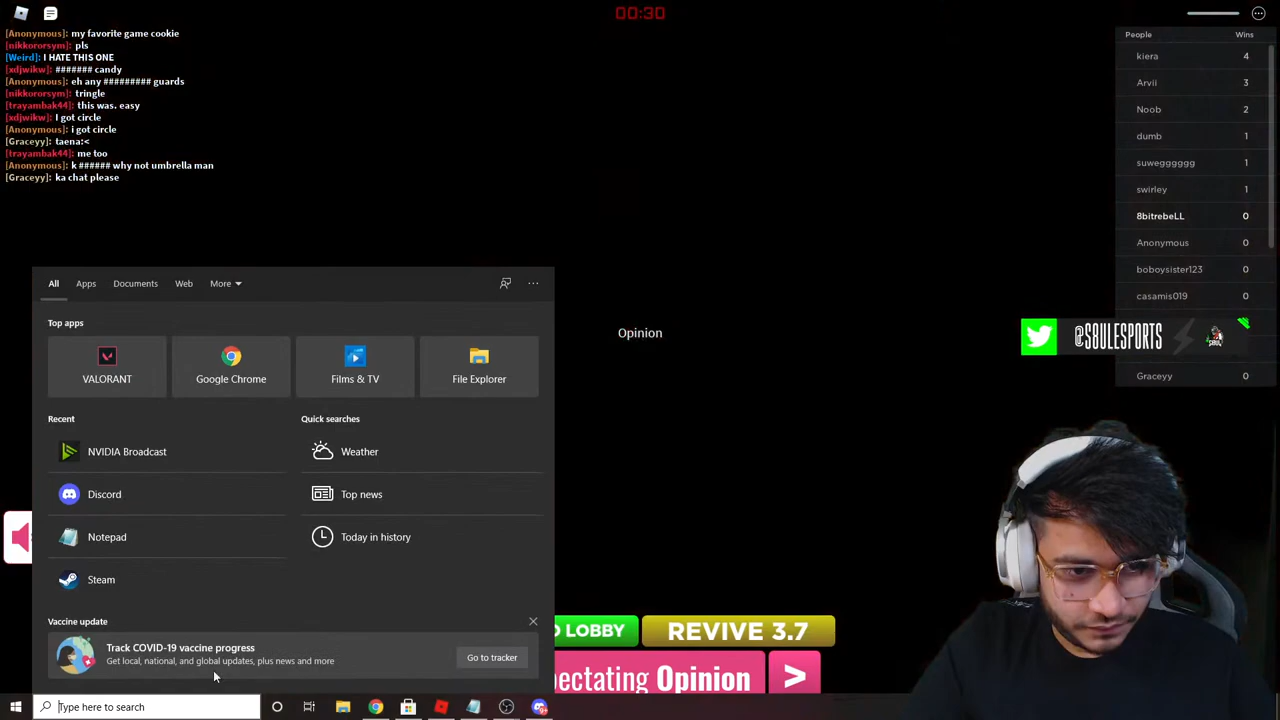 00:30
[Anonymous]: my favorite game cookie
[nikkororsym]: pls
[Weird]: I HATE THIS ONE
[xdjwikw]: ####### candy
[Anonymous]: eh any ######### guards
[nikkororsym]: tringle
[trayambak44]: this was. easy
[xdjwikw]: I got circle
[Anonymous]: i got circle
[Graceyy]: taena:<
[trayambak44]: me too
[Anonymous]: k ###### why not umbrella man
[Graceyy]: ka chat please
People Wins
kiera 4
Arvii 3
Noob 2
dumb 1
suwegggggg 1
swirley 1
8bitrebeLL 0
Anonymous 0
boboysister123 0
casamis019 0
@S8ULESPORTS
Graceyy 0
Opinion
All Apps Documents Web More
Top apps
VALORANT Google Chrome Films & TV File Explorer
Recent Quick searches
NVIDIA Broadcast Weather
Discord Top news
Notepad Today in history
Steam
Vaccine update
Track COVID-19 vaccine progress
Get local, national, and global updates, plus news and more
Go to tracker
O LOBBY REVIVE 3.7
ectating Opinion >
Type here to search